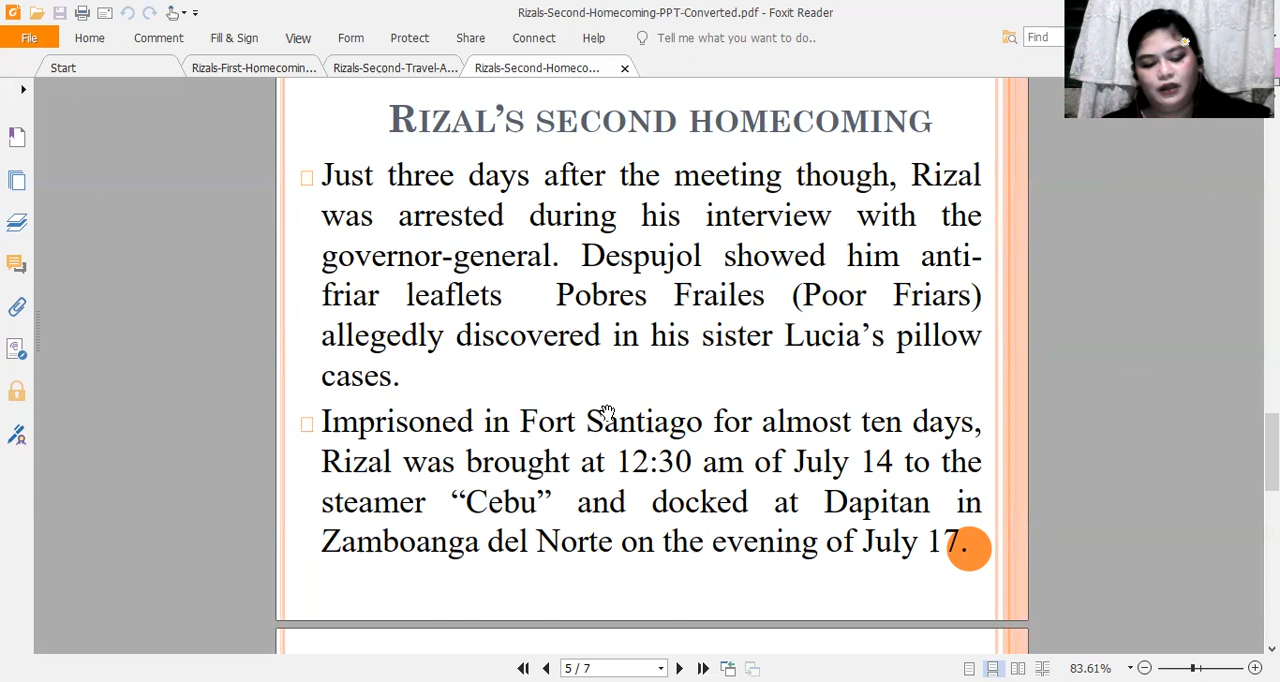 Rizals-Second-Homecoming-PPT-Converted.pdf - Foxit Reader
File Home Comment Fill & Sign View Form Protect Share Connect Help Tell me what you want to do.. Find
Start Rizals-First-Homecomin... Rizals-Second-Travel-A... Rizals-Second-Homeco...
RIZAL'S SECOND HOMECOMING
Just three days after the meeting though, Rizal
was arrested during his interview with the
governor-general. Despujol showed him anti-
friar leaflets Pobres Frailes (Poor Friars)
allegedly discovered in his sister Lucia's pillow
cases.
Imprisoned in Fort Santiago for almost ten days,
Rizal was brought at 12:30 am of July 14 to the
steamer “Cebu” and docked at Dapitan in
Zamboanga del Norte on the evening of July 17.
5 / 7 83.61%